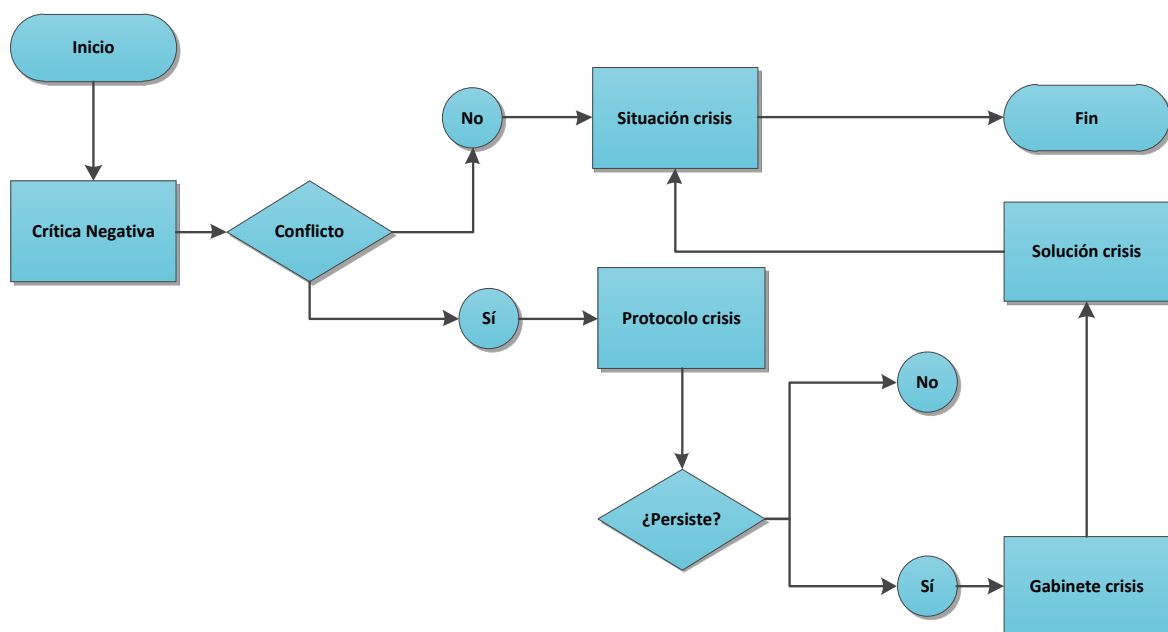 Inicio
No
Situación crisis
Fin
Crítica Negativa
Conflicto
Solución crisis
Sí
Protocolo crisis
No
¿Persiste?
Sí
Gabinete crisis